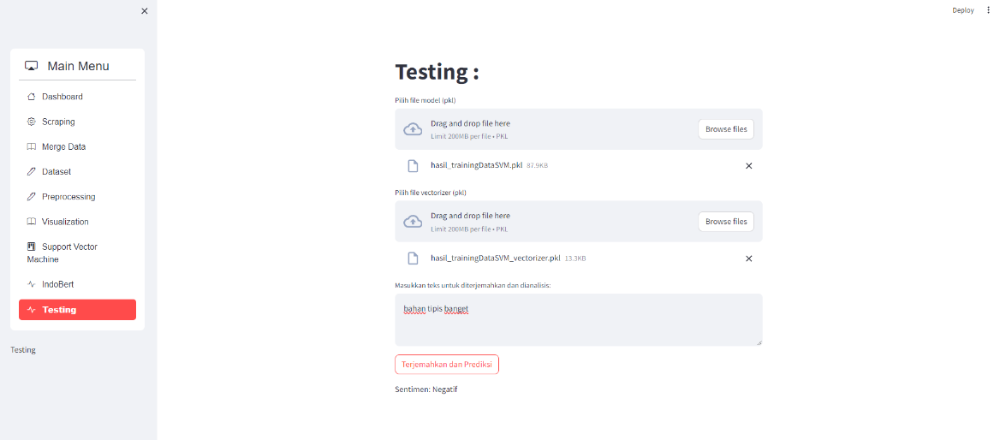 Deploy
Main Menu
Dashboard
Scraping
Merge Data
Dataset
Preprocessing
Visualization
Support Vector
Machine
IndoBert
Testing
Testing
Testing :
Pilih file model (pkl)
Drag and drop file here
Limit 200MB per file • PKL
Browse files
hasil_trainingDataSVM.pkl 87.9KB
Pilih file vectorizer (pkl)
Drag and drop file here
Limit 200MB per file • PKL
Browse files
hasil_trainingDataSVM_vectorizer.pkl 13.3KB
Masukkan teks untuk diterjemahkan dan dianalisis:
bahan tipis banget
Terjemahkan dan Prediksi
Sentimen: Negatif